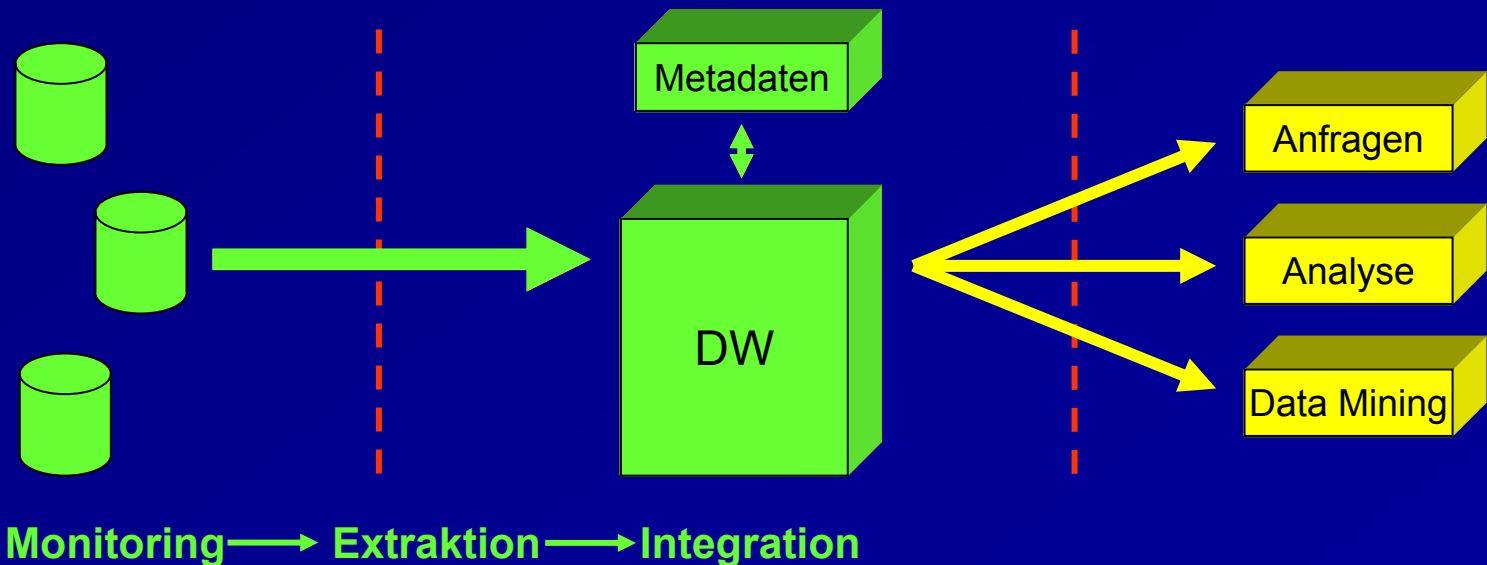 Metadaten
Anfragen
Analyse
DW
Data Mining
Monitoring Extraktion Integration